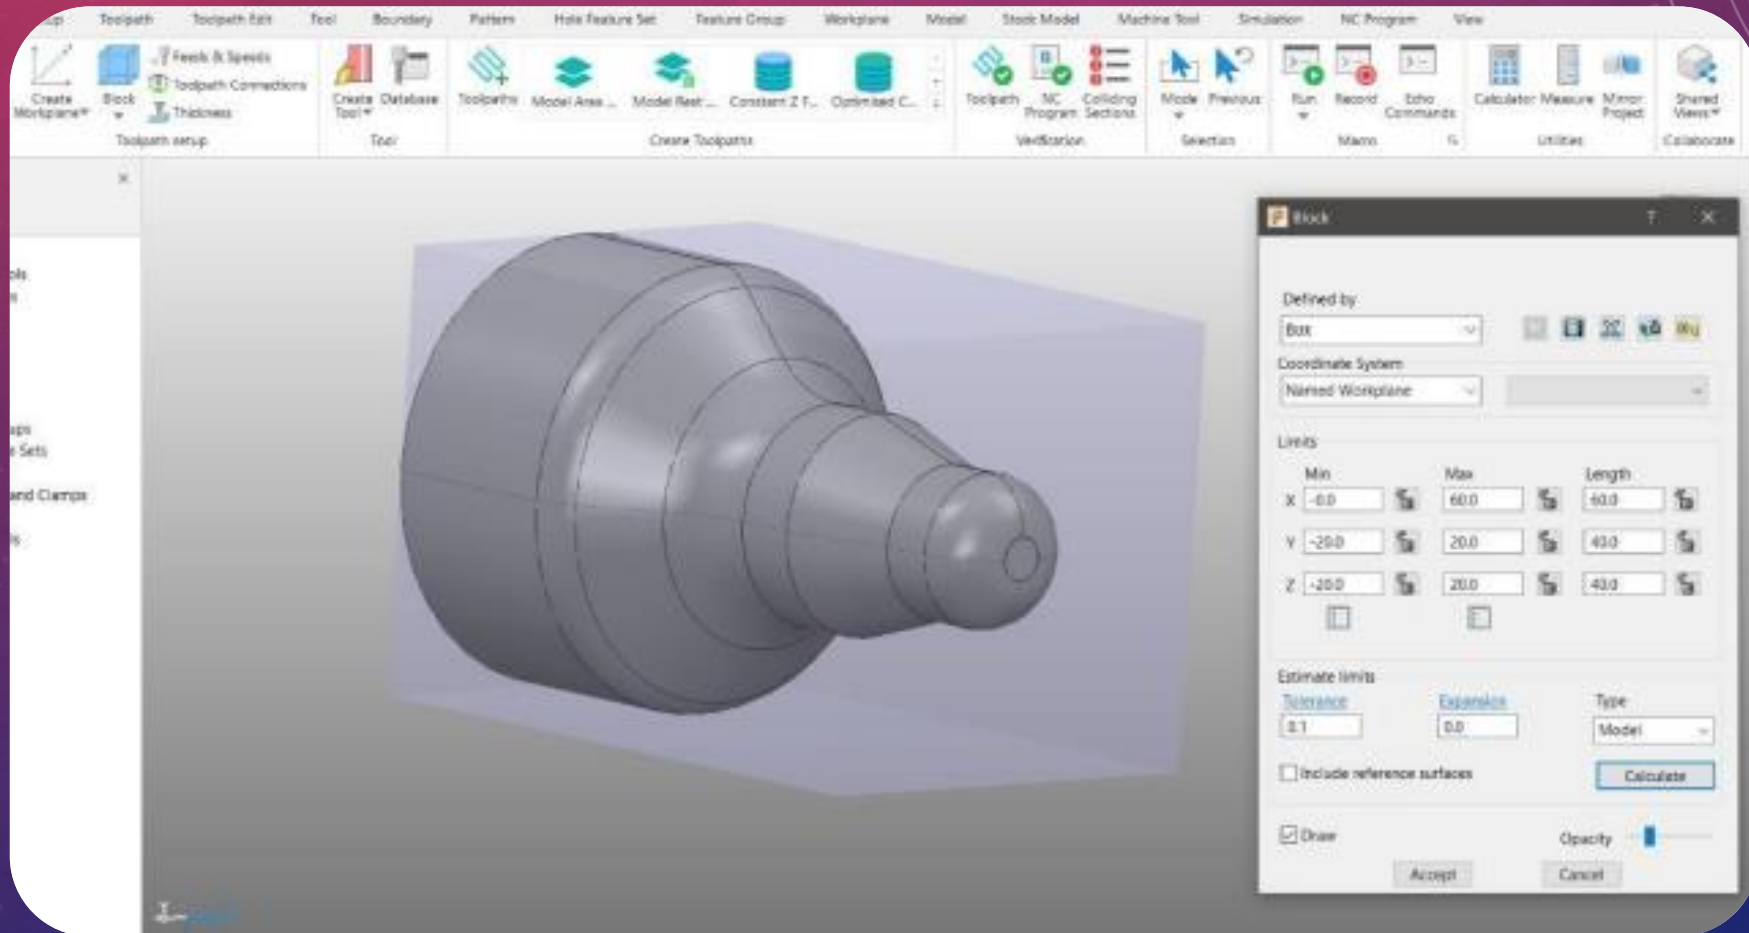 Toolpath Toolpath Edit Tool Boundary Pattern Hole Feature Set Feature Group Workplane Model Stock Model Machine Tool Simulation NC Program View
Create Workplane
Block
Feeds & Speeds
Toolpath Connections
Thickness
Create Tool
Database
Toolpaths
Model Area ...
Model Rest ...
Constant Z F...
Optimised C...
Toolpath
NC Program
Colliding Sections
Mode
Previous
Run
Record
Echo Commands
Calculator
Measure
Mirror Project
Shared Views
Toolpath setup
Tool
Create Toolpaths
Verification
Selection
Macro
Utilities
Collaborate
ols
aps
e Sets
and Clamps
ls
Block
Defined by
Box
Coordinate System
Named Workplane
Limits
Min Max Length
X -0.0 60.0 60.0
Y -20.0 20.0 40.0
Z -20.0 20.0 40.0
Estimate limits
Tolerance Expansion Type
0.1 0.0 Model
Include reference surfaces
Calculate
Draw
Opacity
Accept
Cancel